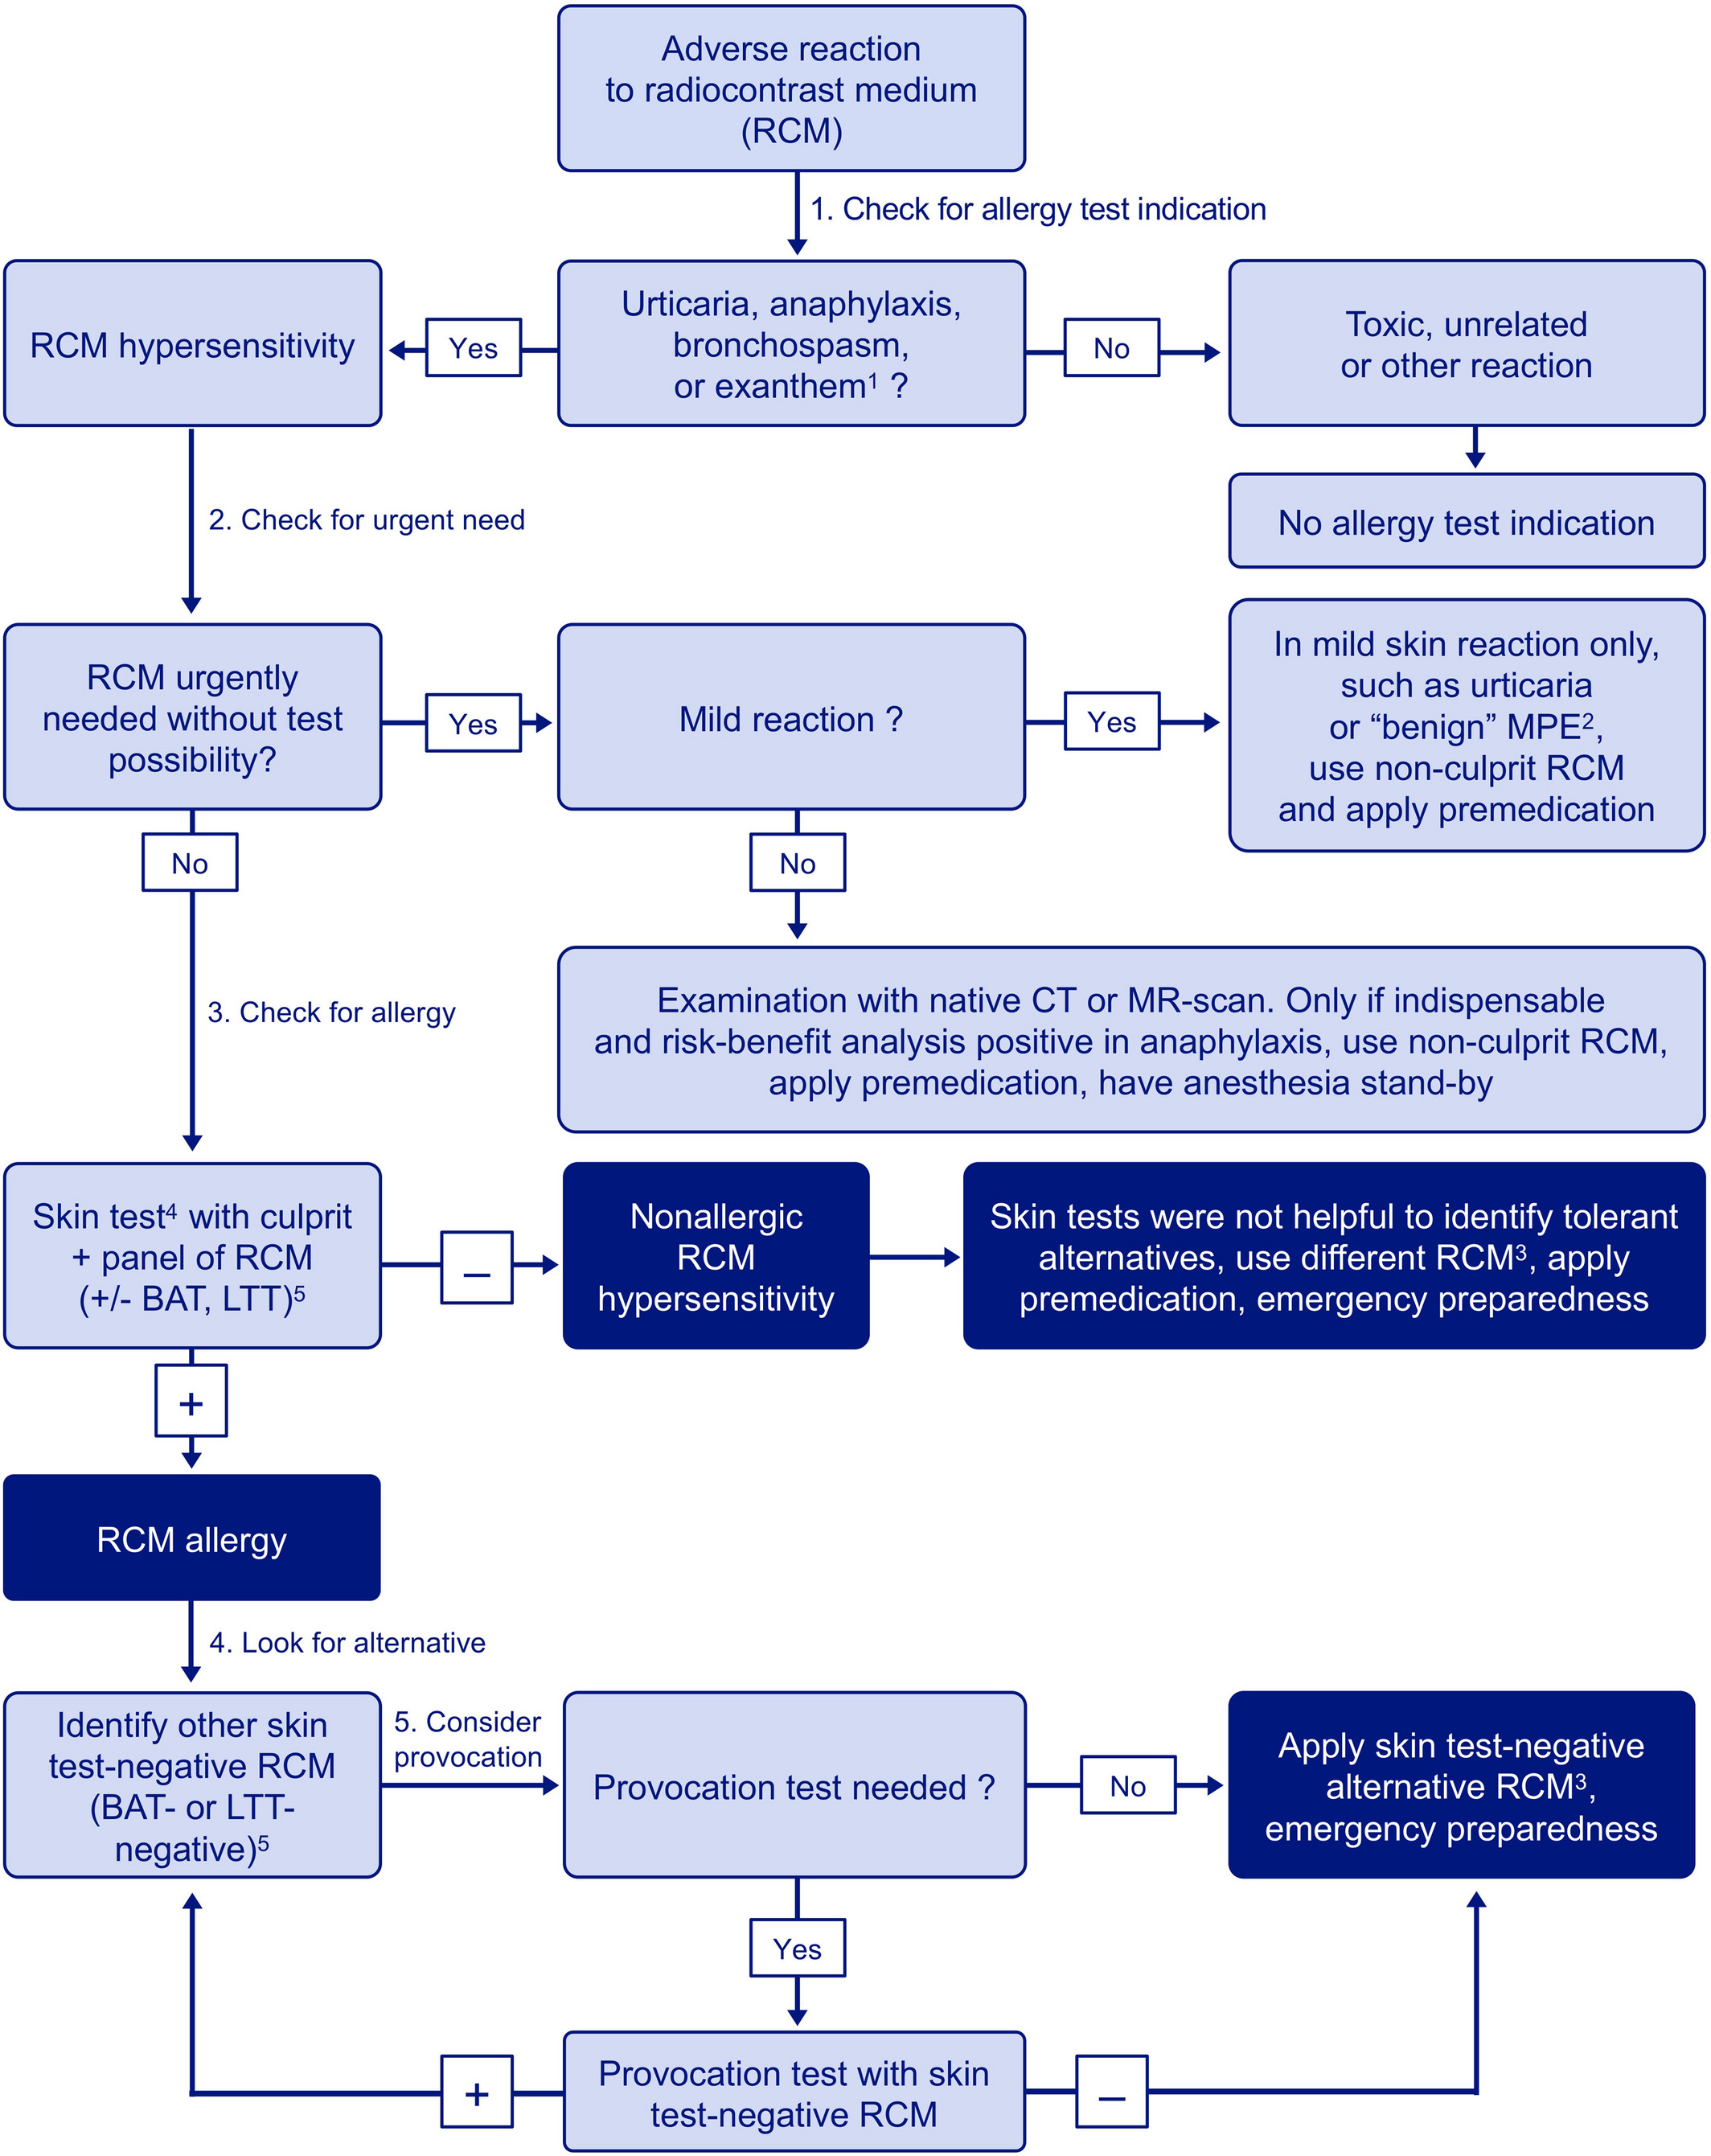 Adverse reaction
to radiocontrast medium
(RCM)
1. Check for allergy test indication
RCM hypersensitivity
Yes
Urticaria, anaphylaxis,
bronchospasm,
or exanthem¹ ?
No
Toxic, unrelated
or other reaction
No allergy test indication
2. Check for urgent need
RCM urgently
needed without test
possibility?
Yes
Mild reaction ?
Yes
In mild skin reaction only,
such as urticaria
or “benign” MPE²,
use non-culprit RCM
and apply premedication
No
No
Examination with native CT or MR-scan. Only if indispensable
and risk-benefit analysis positive in anaphylaxis, use non-culprit RCM,
apply premedication, have anesthesia stand-by
3. Check for allergy
Skin test⁴ with culprit
+ panel of RCM
(+/- BAT, LTT)⁵
–
Nonallergic
RCM
hypersensitivity
Skin tests were not helpful to identify tolerant
alternatives, use different RCM³, apply
premedication, emergency preparedness
+
RCM allergy
4. Look for alternative
Identify other skin
test-negative RCM
(BAT- or LTT-
negative)⁵
5. Consider
provocation
Provocation test needed ?
No
Apply skin test-negative
alternative RCM³,
emergency preparedness
Yes
+
Provocation test with skin
test-negative RCM
–